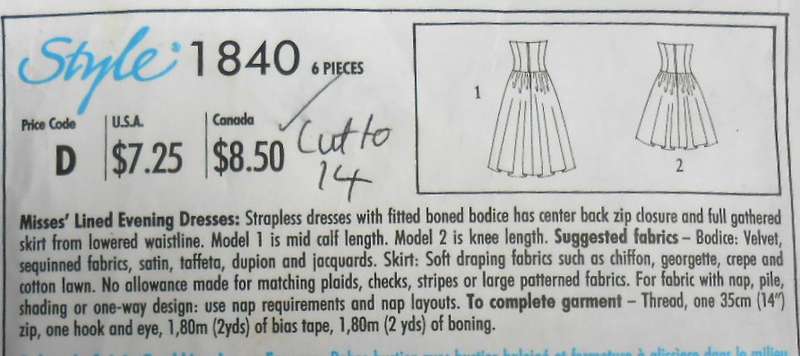 Style 1840 6 PIECES
Price Code U.S.A. Canada
D $7.25 $8.50
Cut to
14
1
2
Misses' Lined Evening Dresses: Strapless dresses with fitted boned bodice has center back zip closure and full gathered
skirt from lowered waistline. Model 1 is mid calf length. Model 2 is knee length. Suggested fabrics – Bodice: Velvet,
sequinned fabrics, satin, taffeta, dupion and jacquards. Skirt: Soft draping fabrics such as chiffon, georgette, crepe and
cotton lawn. No allowance made for matching plaids, checks, stripes or large patterned fabrics. For fabric with nap, pile,
shading or one-way design: use nap requirements and nap layouts. To complete garment – Thread, one 35cm (14")
zip, one hook and eye, 1,80m (2yds) of bias tape, 1,80m (2 yds) of boning.